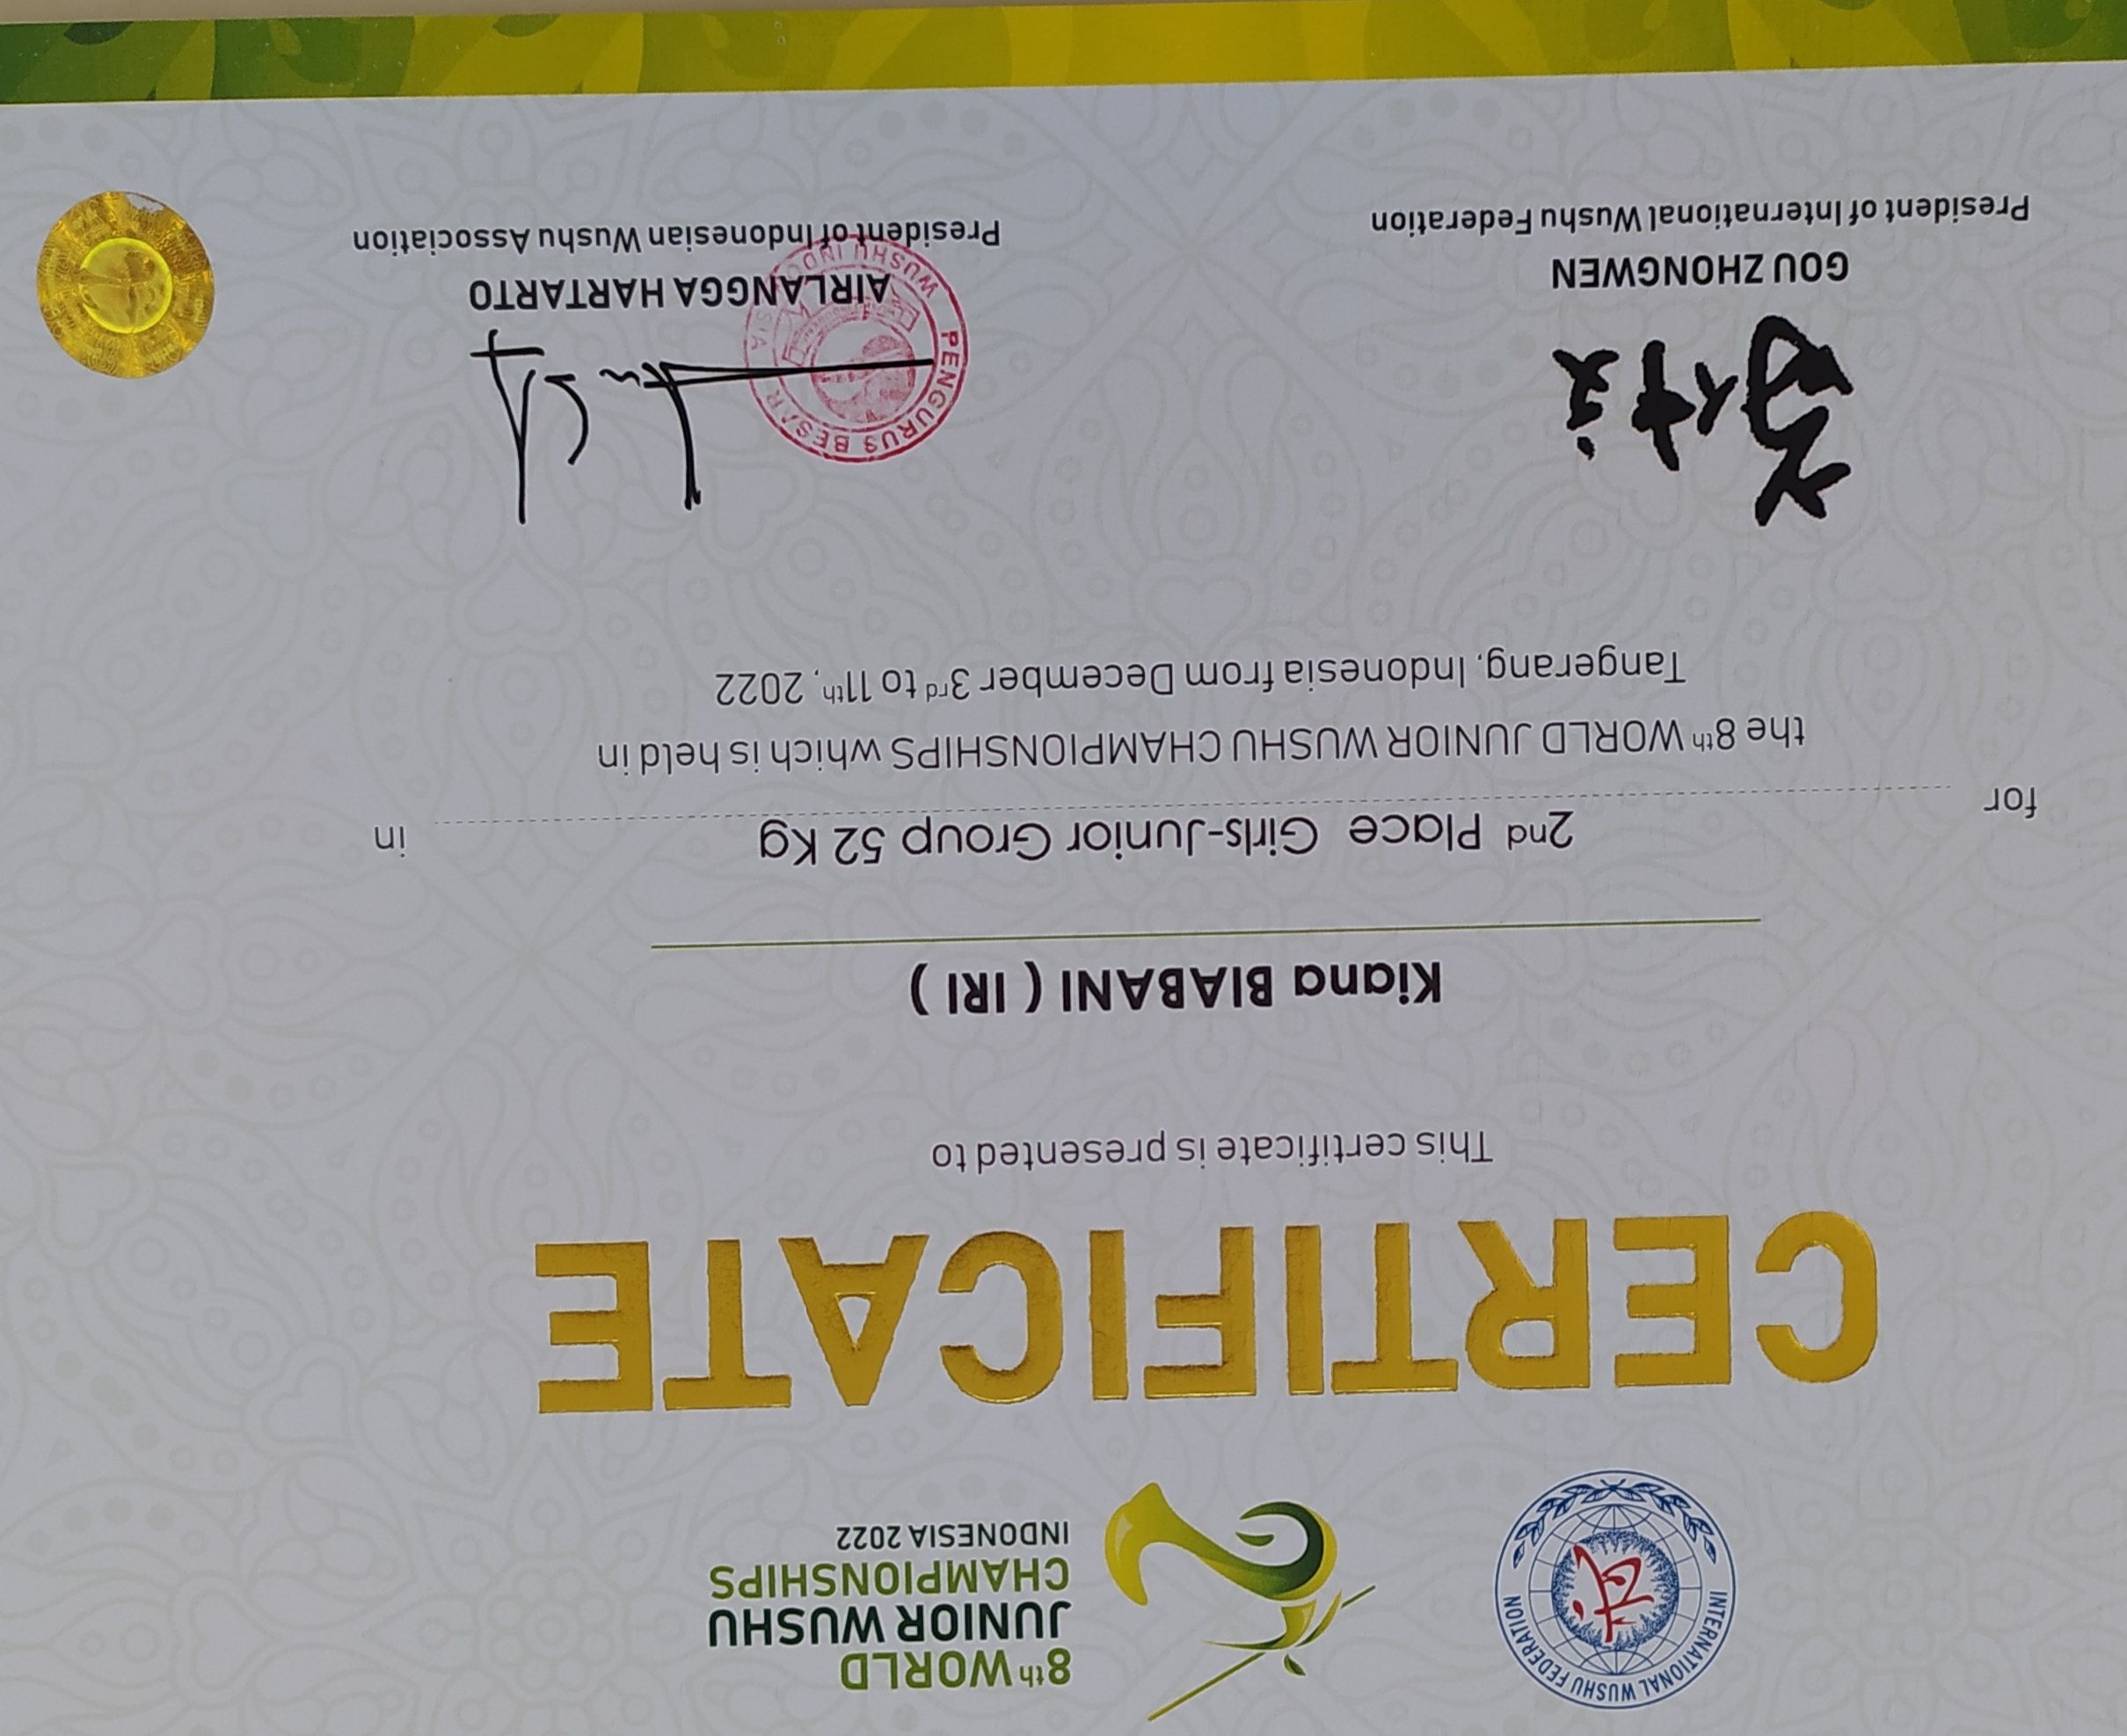 INTERNATIONAL WUSHU FEDERATION
8th WORLD
JUNIOR WUSHU
CHAMPIONSHIPS
INDONESIA 2022
CERTIFICATE
This certificate is presented to
Kiana BIABANI ( IRI )
for 2nd Place Girls-Junior Group 52 Kg in
the 8th WORLD JUNIOR WUSHU CHAMPIONSHIPS which is held in
Tangerang, Indonesia from December 3rd to 11th, 2022
PENGURUS BESAR
GOU ZHONGWEN
President of International Wushu Federation
AIRLANGGA HARTARTO
President of Indonesian Wushu Association